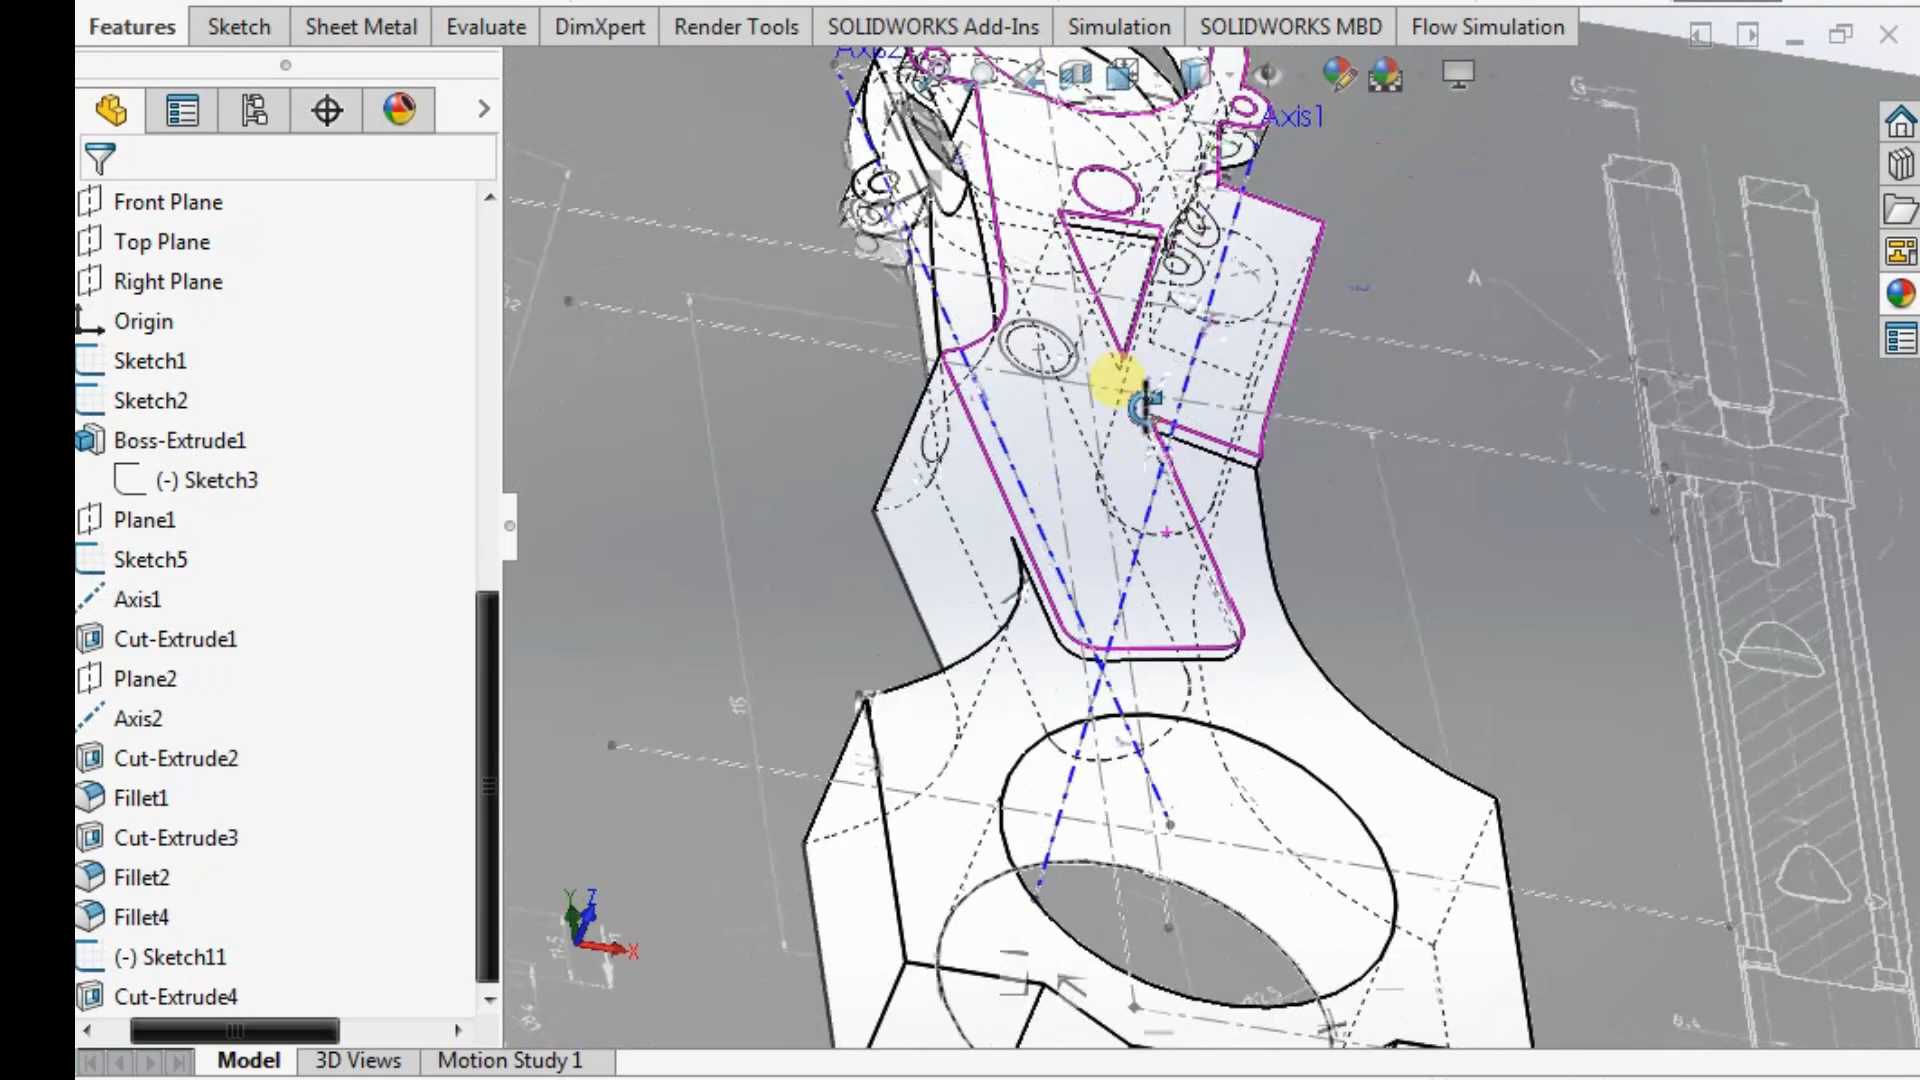 Features Sketch Sheet Metal Evaluate DimXpert Render Tools SOLIDWORKS Add-Ins Simulation SOLIDWORKS MBD Flow Simulation
Axis2
Axis1
G
A
Front Plane
Top Plane
Right Plane
Origin
Sketch1
Sketch2
Boss-Extrude1
(-) Sketch3
Plane1
Sketch5
Axis1
Cut-Extrude1
Plane2
Axis2
Cut-Extrude2
Fillet1
Cut-Extrude3
Fillet2
Fillet4
(-) Sketch11
Cut-Extrude4
Y Z
X
Model 3D Views Motion Study 1